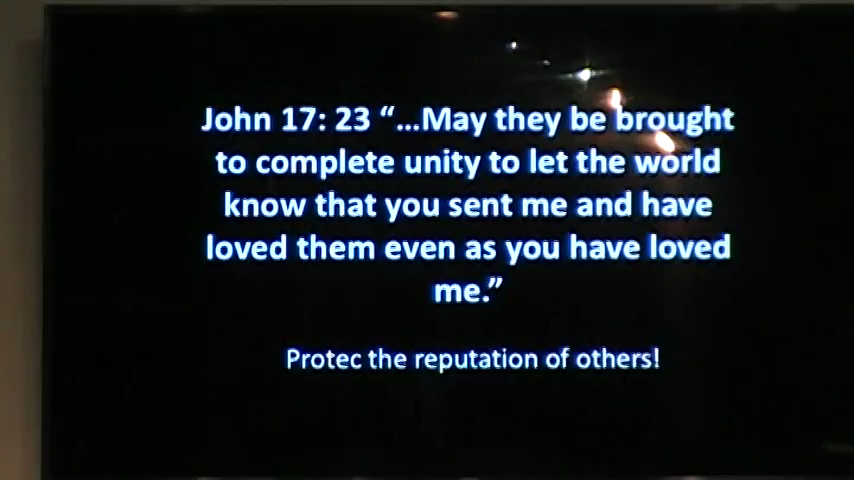 John 17: 23 “…May they be brought
to complete unity to let the world
know that you sent me and have
loved them even as you have loved
me.”
Protec the reputation of others!